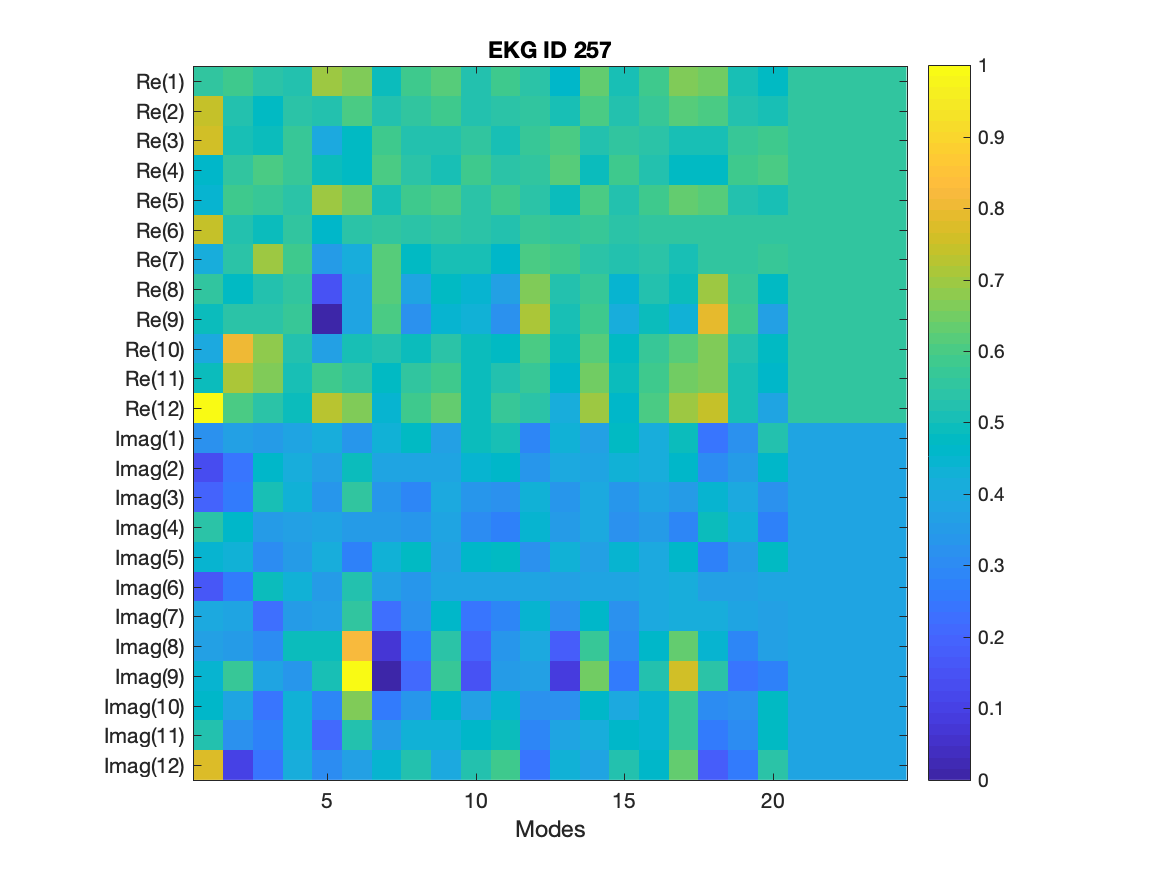 EKG ID 257
Re(1)
Re(2)
Re(3)
Re(4)
Re(5)
Re(6)
Re(7)
Re(8)
Re(9)
Re(10)
Re(11)
Re(12)
Imag(1)
Imag(2)
Imag(3)
Imag(4)
Imag(5)
Imag(6)
Imag(7)
Imag(8)
Imag(9)
Imag(10)
Imag(11)
Imag(12)
5 10 15 20
Modes
1
0.9
0.8
0.7
0.6
0.5
0.4
0.3
0.2
0.1
0